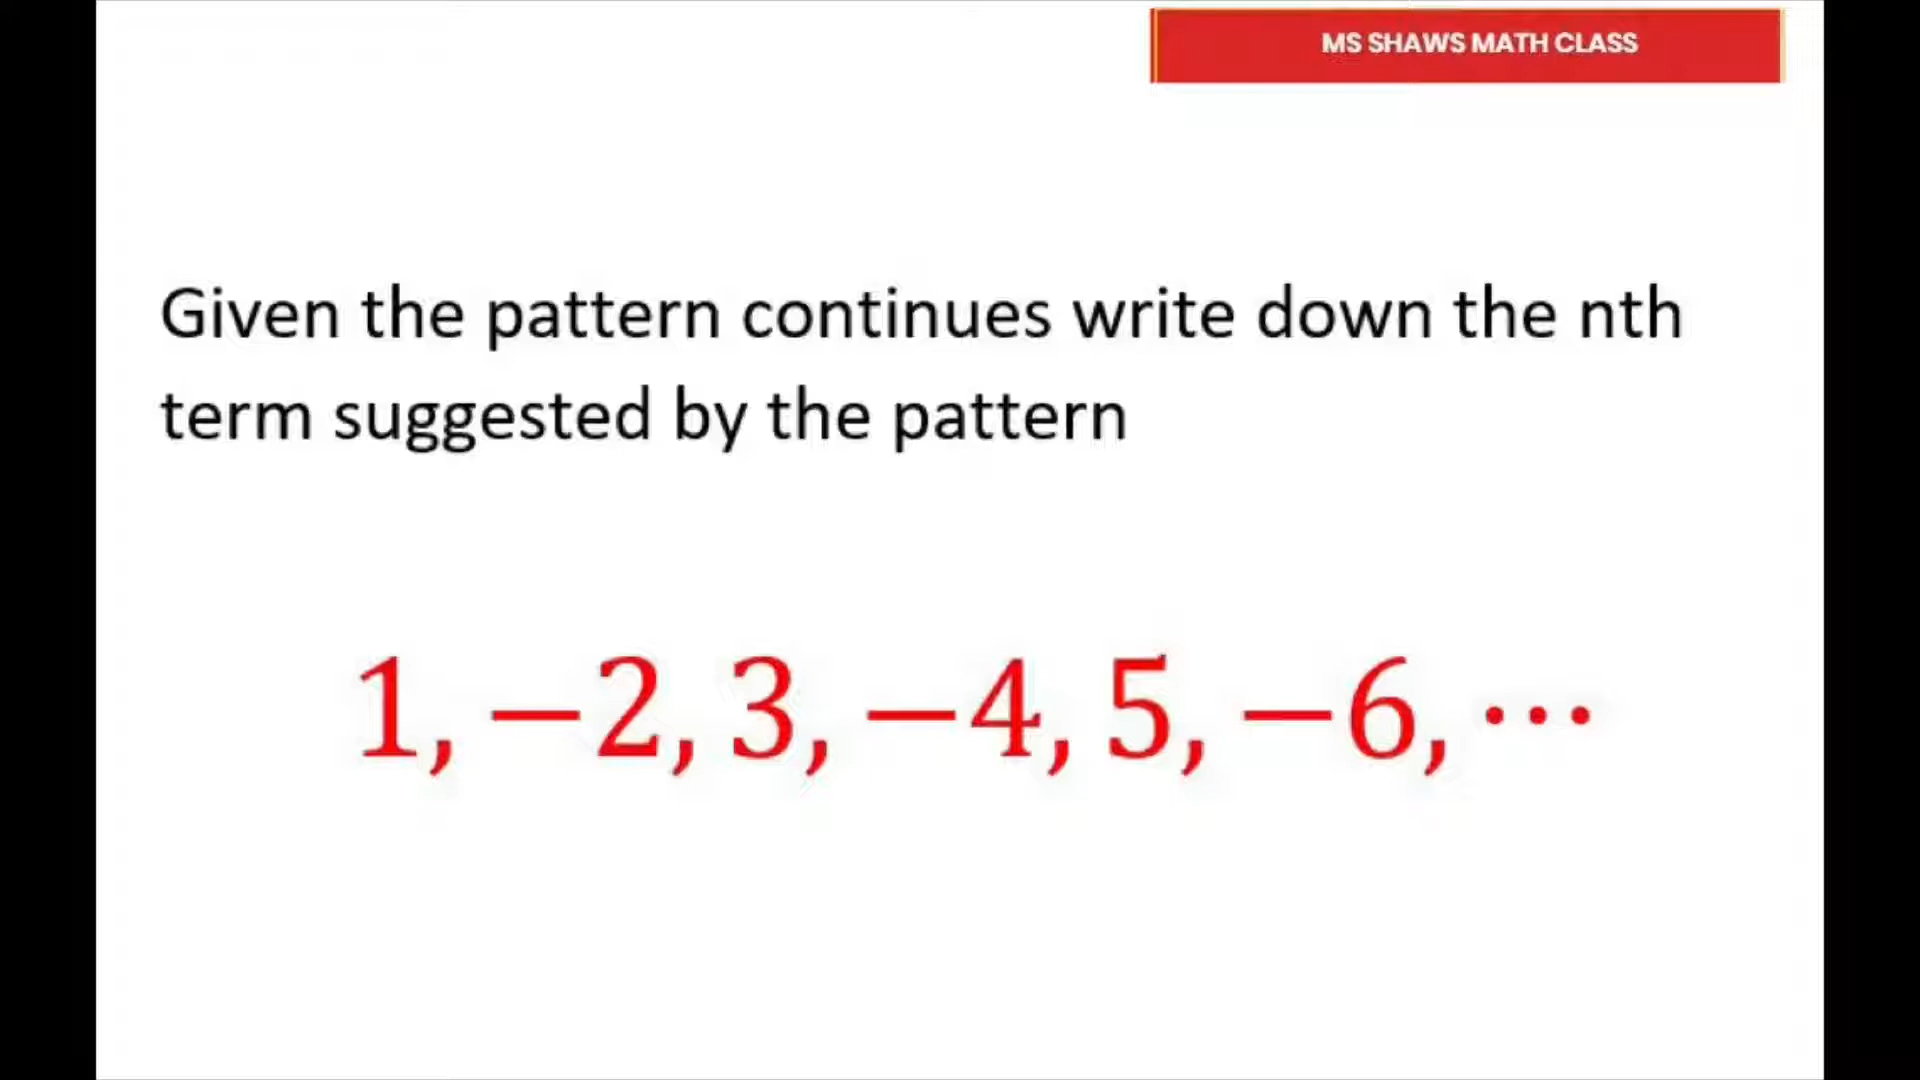 MS SHAWS MATH CLASS
Given the pattern continues write down the nth
term suggested by the pattern
1, −2, 3, −4, 5, −6, ⋯